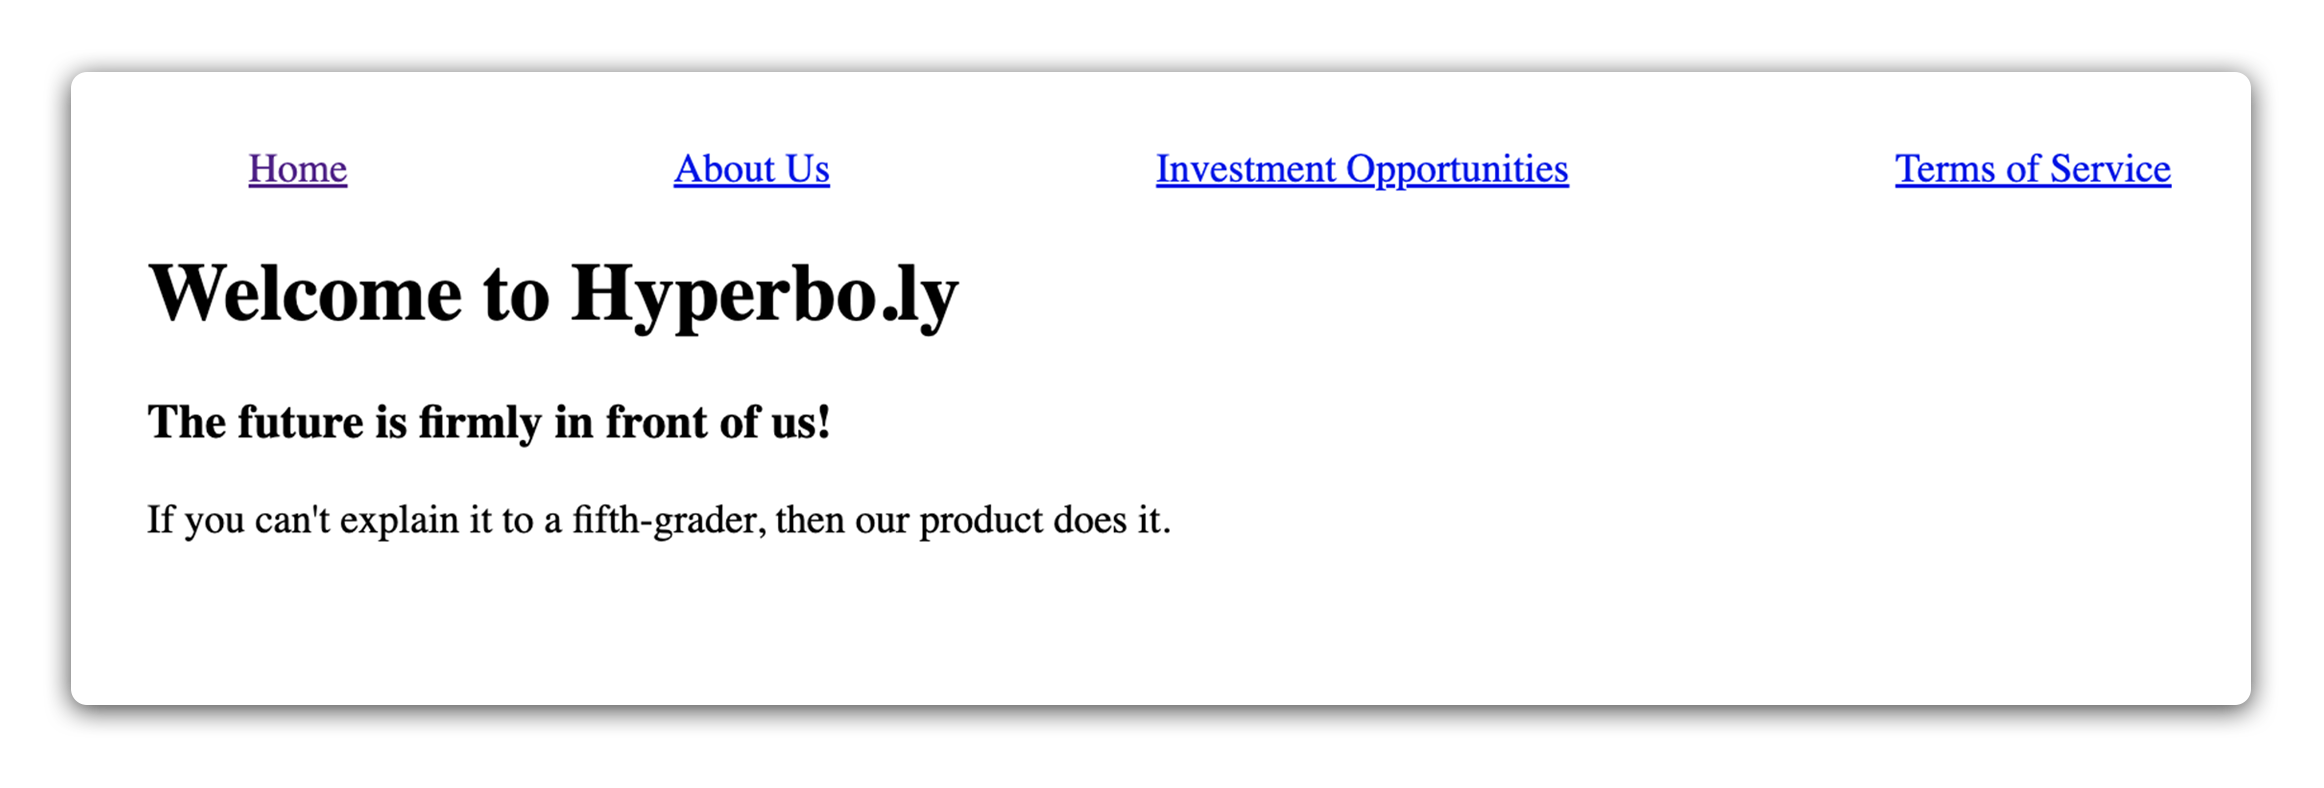 Home About Us Investment Opportunities Terms of Service
Welcome to Hyperbo.ly
The future is firmly in front of us!
If you can't explain it to a fifth-grader, then our product does it.